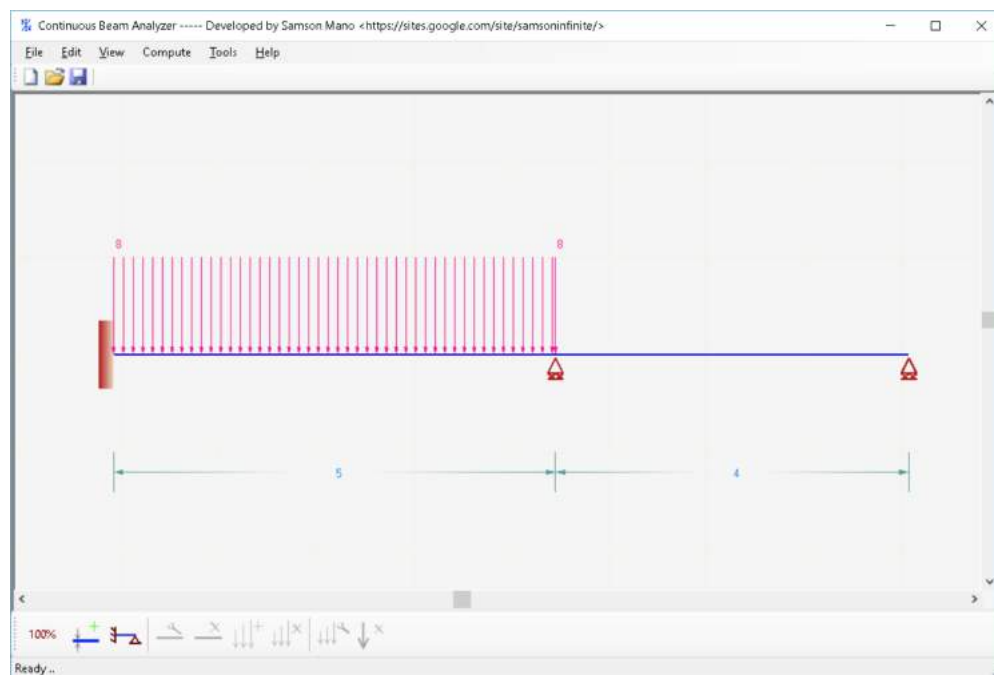 Continuous Beam Analyzer ----- Developed by Samson Mano <https://sites.google.com/site/samsoninfinite/>
File Edit View Compute Tools Help
8 8
5 4
100%
Ready ..